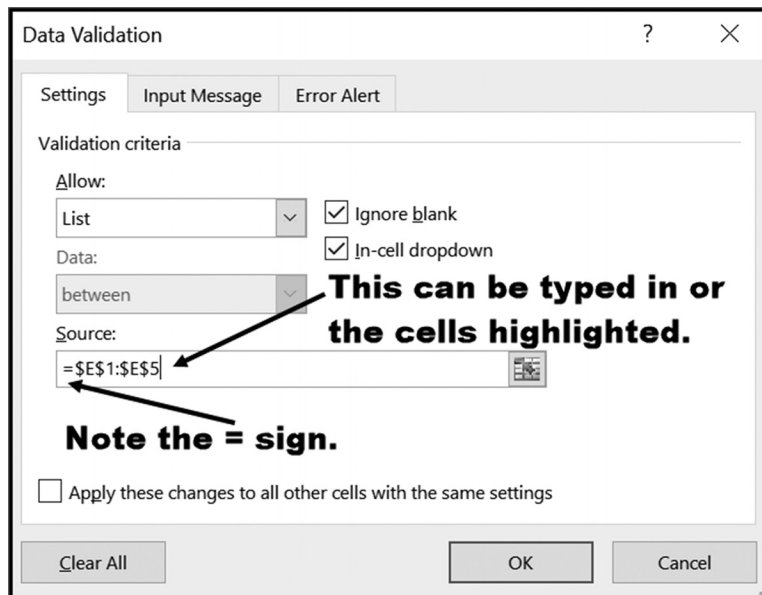 Data Validation ? ×
Settings Input Message Error Alert
Validation criteria
Allow:
List
Ignore blank
In-cell dropdown
Data:
between
This can be typed in or
the cells highlighted.
Source:
=$E$1:$E$5
Note the = sign.
Apply these changes to all other cells with the same settings
Clear All OK Cancel